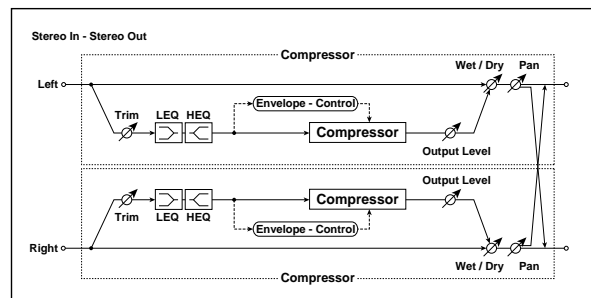 Stereo In - Stereo Out
Compressor
Wet / Dry Pan
Left
Envelope - Control
Trim LEQ HEQ
Compressor
Output Level
Output Level
Compressor
Trim LEQ HEQ
Envelope - Control
Right
Wet / Dry Pan
Compressor